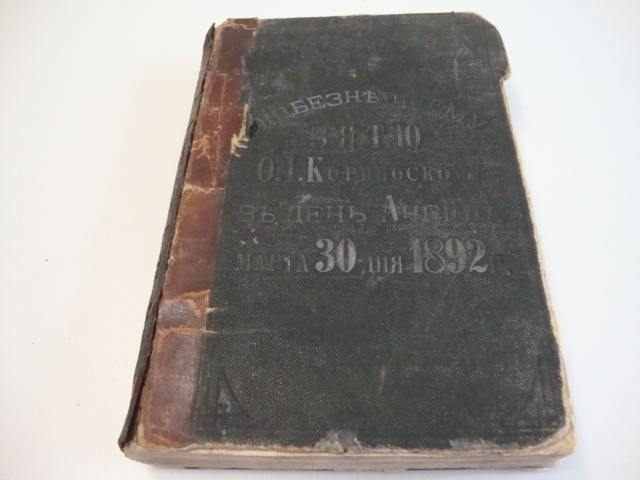 ЛЮБЕЗНѢЙШЕМУ
ЗЯТЮ
ВЪ ДЕНЬ АНГЕЛА
МАРТА 30 ДНЯ 1892 Г.